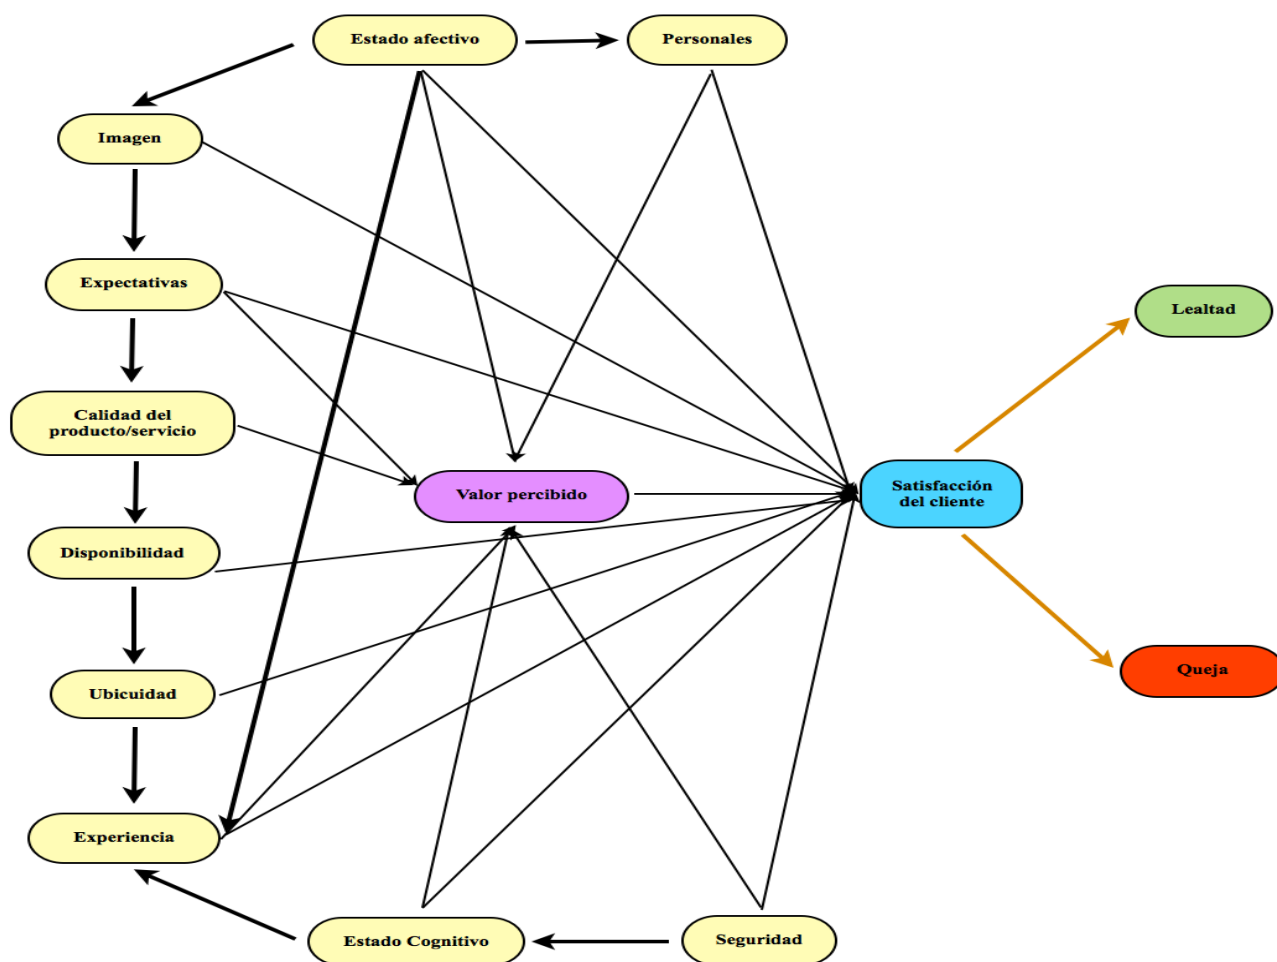 Estado afectivo
Personales
Imagen
Expectativas
Lealtad
Calidad del
producto/servicio
Valor percibido
Satisfacción
del cliente
Disponibilidad
Ubicuidad
Queja
Experiencia
Estado Cognitivo
Seguridad